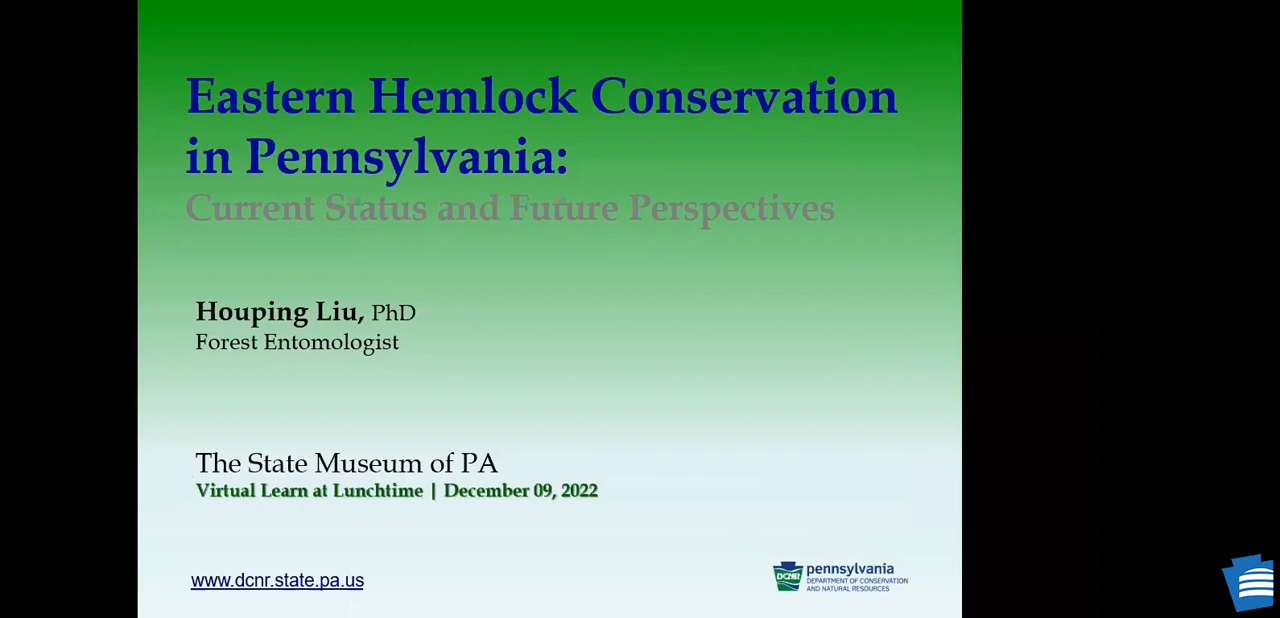 Eastern Hemlock Conservation
in Pennsylvania:
Current Status and Future Perspectives
Houping Liu, PhD
Forest Entomologist
The State Museum of PA
Virtual Learn at Lunchtime | December 09, 2022
www.dcnr.state.pa.us
DCNR
pennsylvania
DEPARTMENT OF CONSERVATION
AND NATURAL RESOURCES